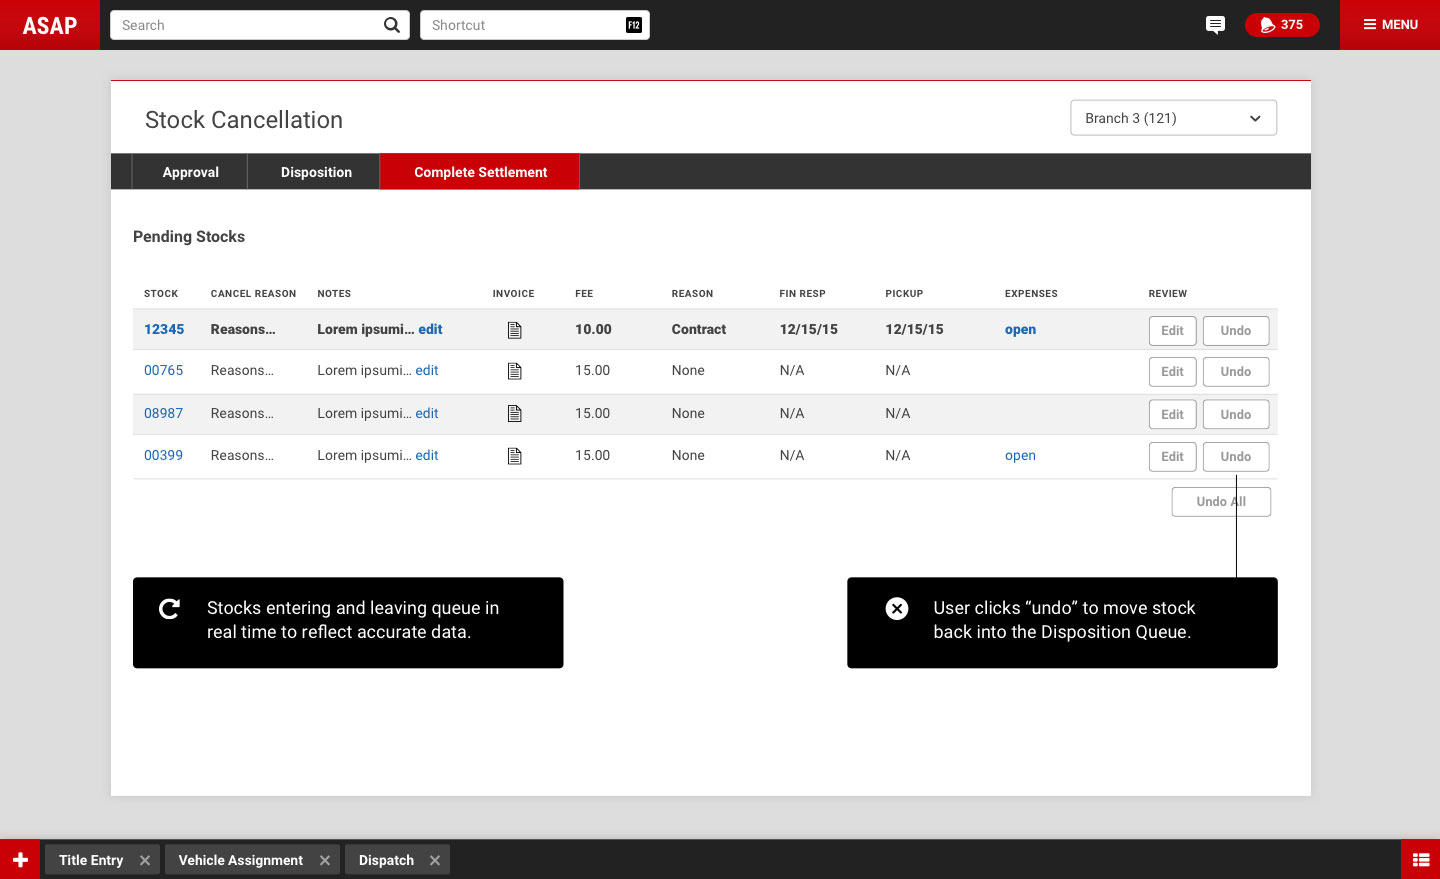 ASAP
Search
Shortcut
F12
375
MENU
Stock Cancellation
Branch 3 (121)
Approval
Disposition
Complete Settlement
Pending Stocks
STOCK CANCEL REASON NOTES INVOICE FEE REASON FIN RESP PICKUP EXPENSES REVIEW
12345 Reasons... Lorem ipsumi... edit 10.00 Contract 12/15/15 12/15/15 open Edit Undo
00765 Reasons... Lorem ipsumi... edit 15.00 None N/A N/A Edit Undo
08987 Reasons... Lorem ipsumi... edit 15.00 None N/A N/A Edit Undo
00399 Reasons... Lorem ipsumi... edit 15.00 None N/A N/A open Edit Undo
Undo All
Stocks entering and leaving queue in
real time to reflect accurate data.
User clicks “undo” to move stock
back into the Disposition Queue.
Title Entry
Vehicle Assignment
Dispatch